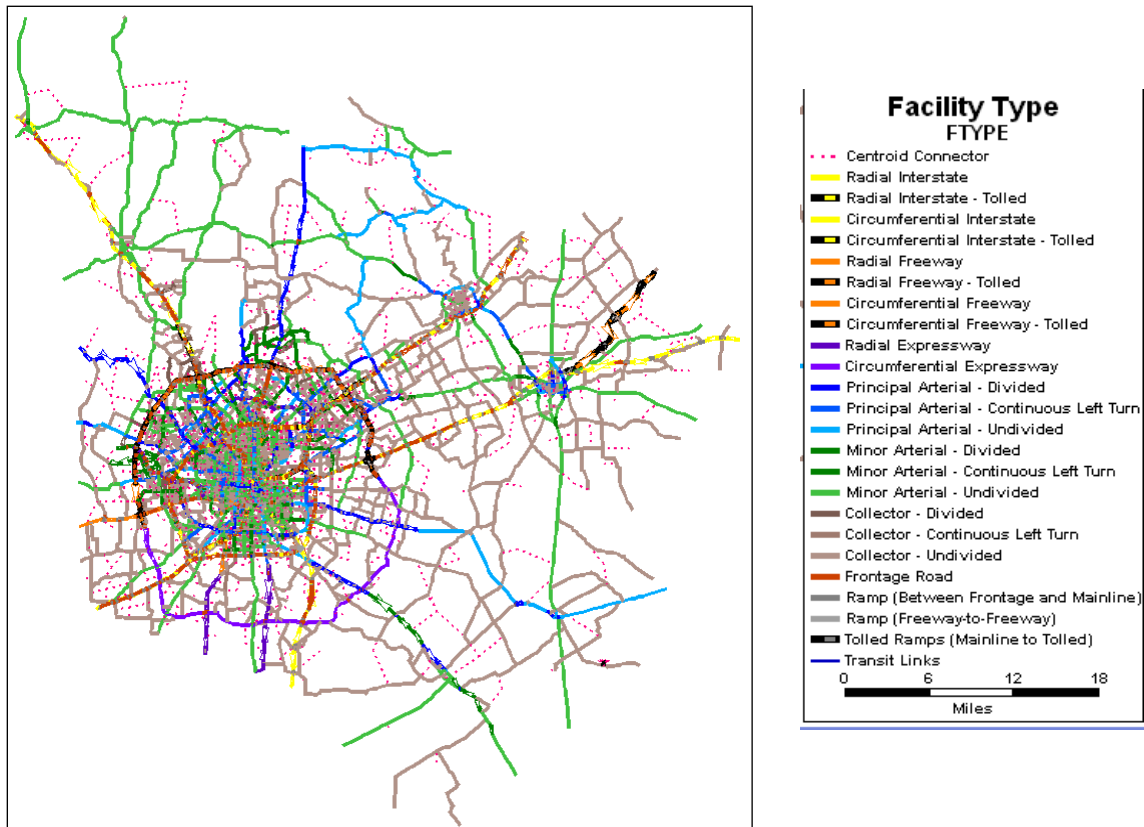 Facility Type
FTYPE
Centroid Connector
Radial Interstate
Radial Interstate - Tolled
Circumferential Interstate
Circumferential Interstate - Tolled
Radial Freeway
Radial Freeway - Tolled
Circumferential Freeway
Circumferential Freeway - Tolled
Radial Expressway
Circumferential Expressway
Principal Arterial - Divided
Principal Arterial - Continuous Left Turn
Principal Arterial - Undivided
Minor Arterial - Divided
Minor Arterial - Continuous Left Turn
Minor Arterial - Undivided
Collector - Divided
Collector - Continuous Left Turn
Collector - Undivided
Frontage Road
Ramp (Between Frontage and Mainline)
Ramp (Freeway-to-Freeway)
Tolled Ramps (Mainline to Tolled)
Transit Links
0 6 12 18
Miles